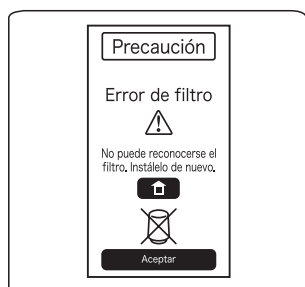 Precaución
Error de filtro
No puede reconocerse el
filtro. Instálelo de nuevo.
Aceptar